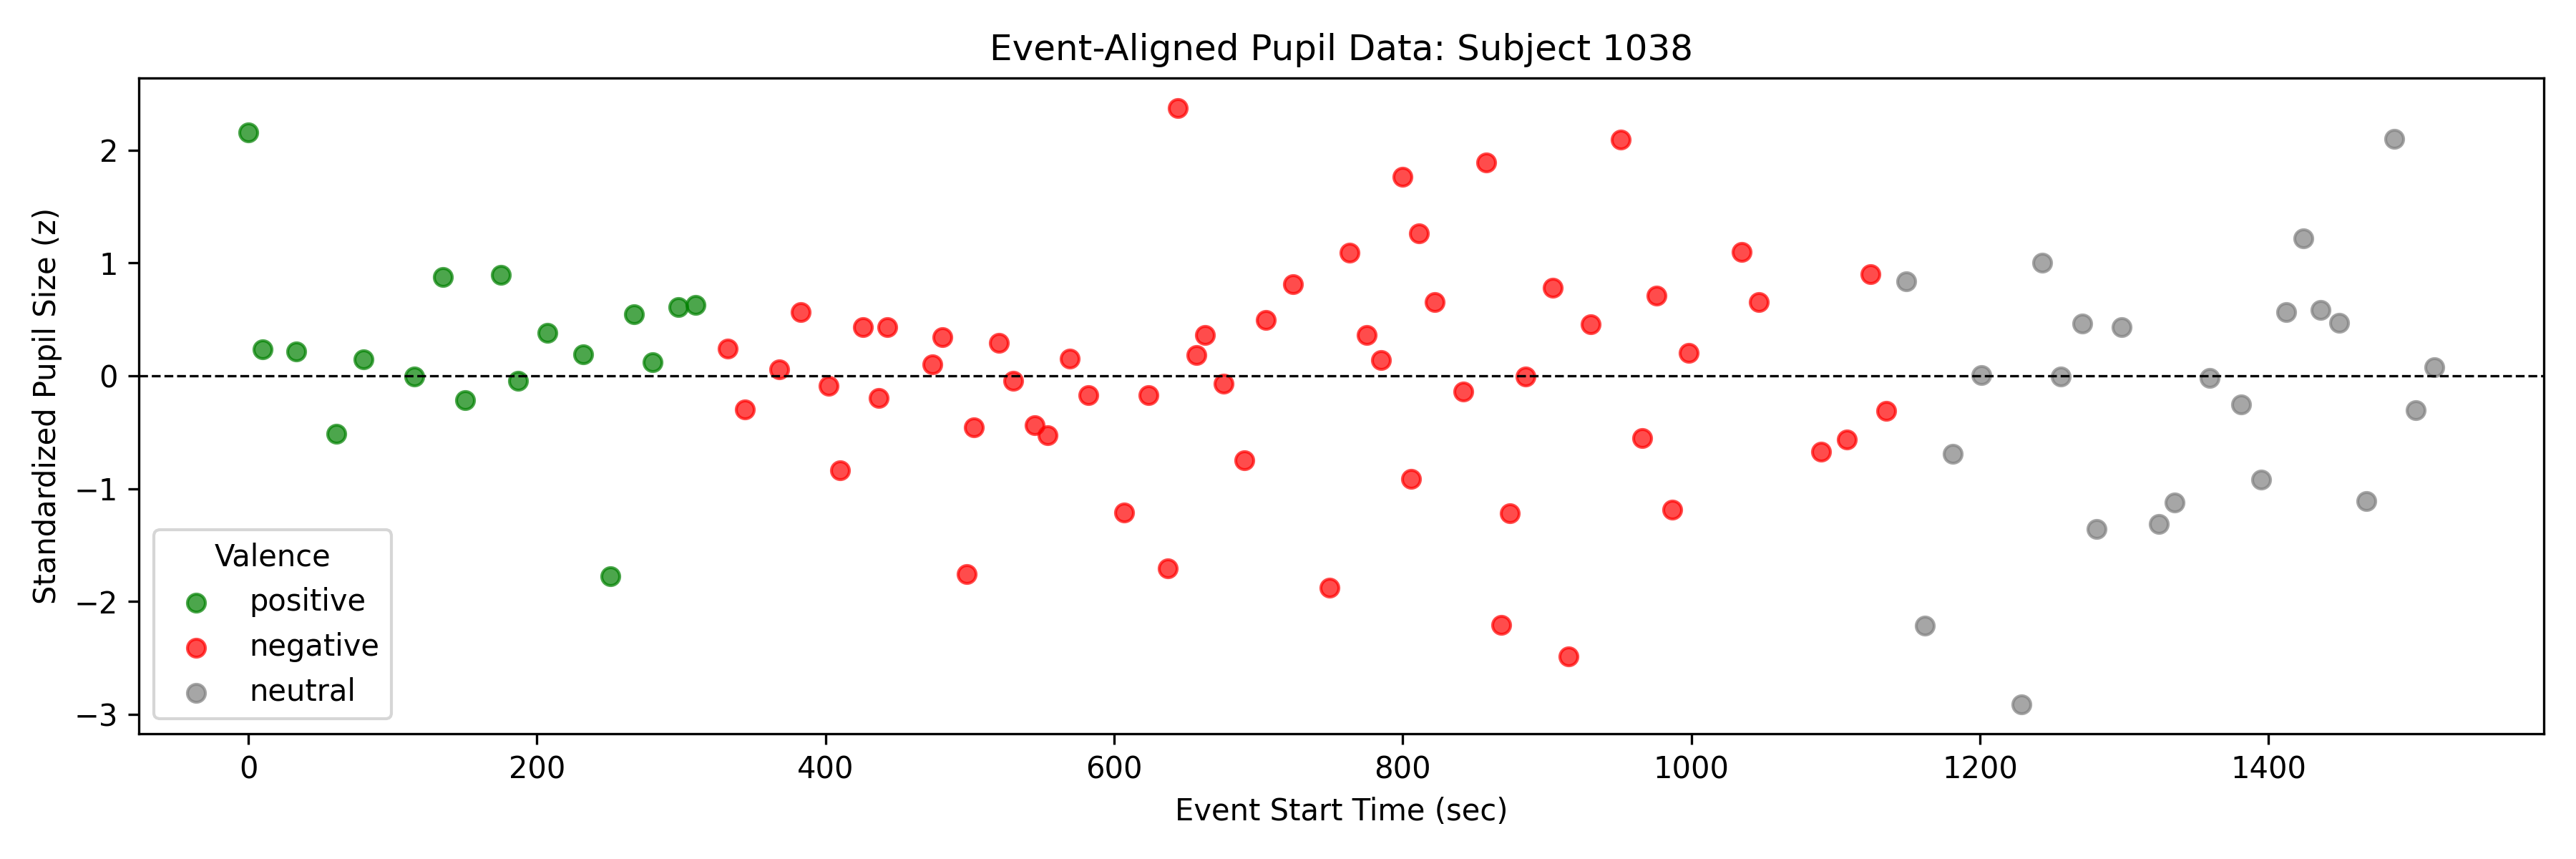 Event-Aligned Pupil Data: Subject 1038
Standardized Pupil Size (z)
2
1
0
−1
−2
−3
Valence
positive
negative
neutral
0 200 400 600 800 1000 1200 1400
Event Start Time (sec)